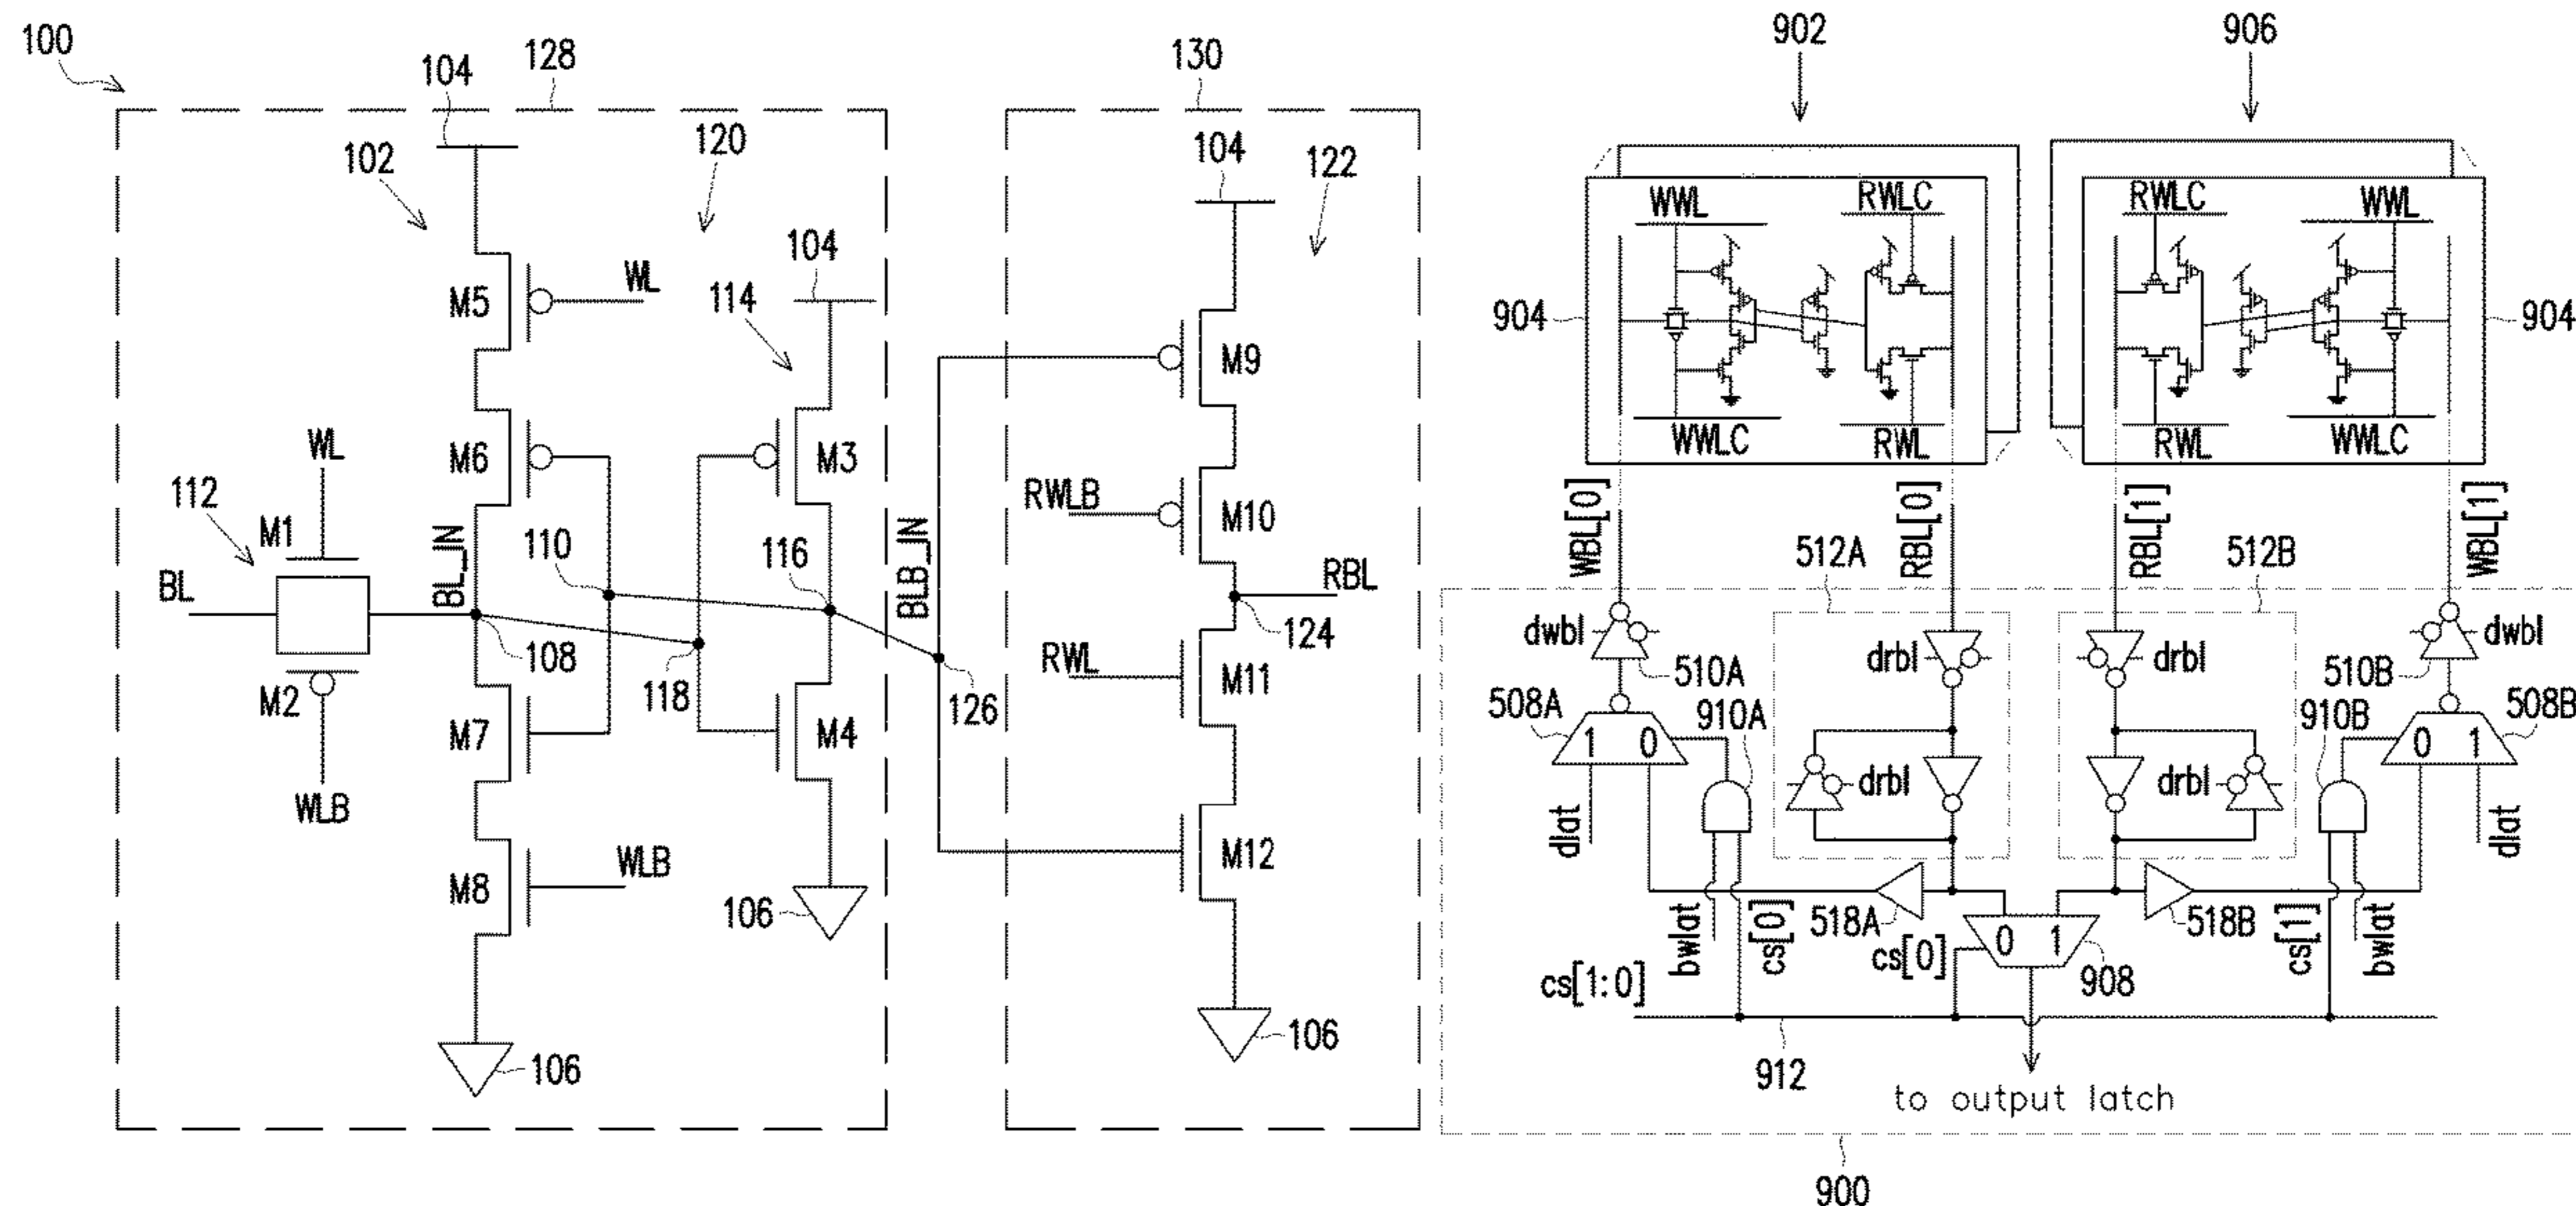 100
104
128
130
902
906
102
120
104
122
104
114
M5
WL
M9
M6
M3
RWLB
M10
112
WL
M1
BL
BL_IN
110
116
BLB_IN
RBL
124
108
118
126
RWL
M11
M2
WLB
M7
M4
M8
WLB
M12
106
106
106
WWL
RWLC
RWLC
WWL
904
904
WWLC
RWL
RWL
WWLC
WBL[0]
RBL[0]
RBL[1]
WBL[1]
512A
512B
dwbl
drbl
drbl
dwbl
510A
510B
508A
910A
910B
508B
1 0
0 1
drbl
drbl
dlat
dlat
bwlat
cs[0]
518A
cs[0]
0 1
518B
cs[1]
bwlat
908
cs[1:0]
912
to output latch
900